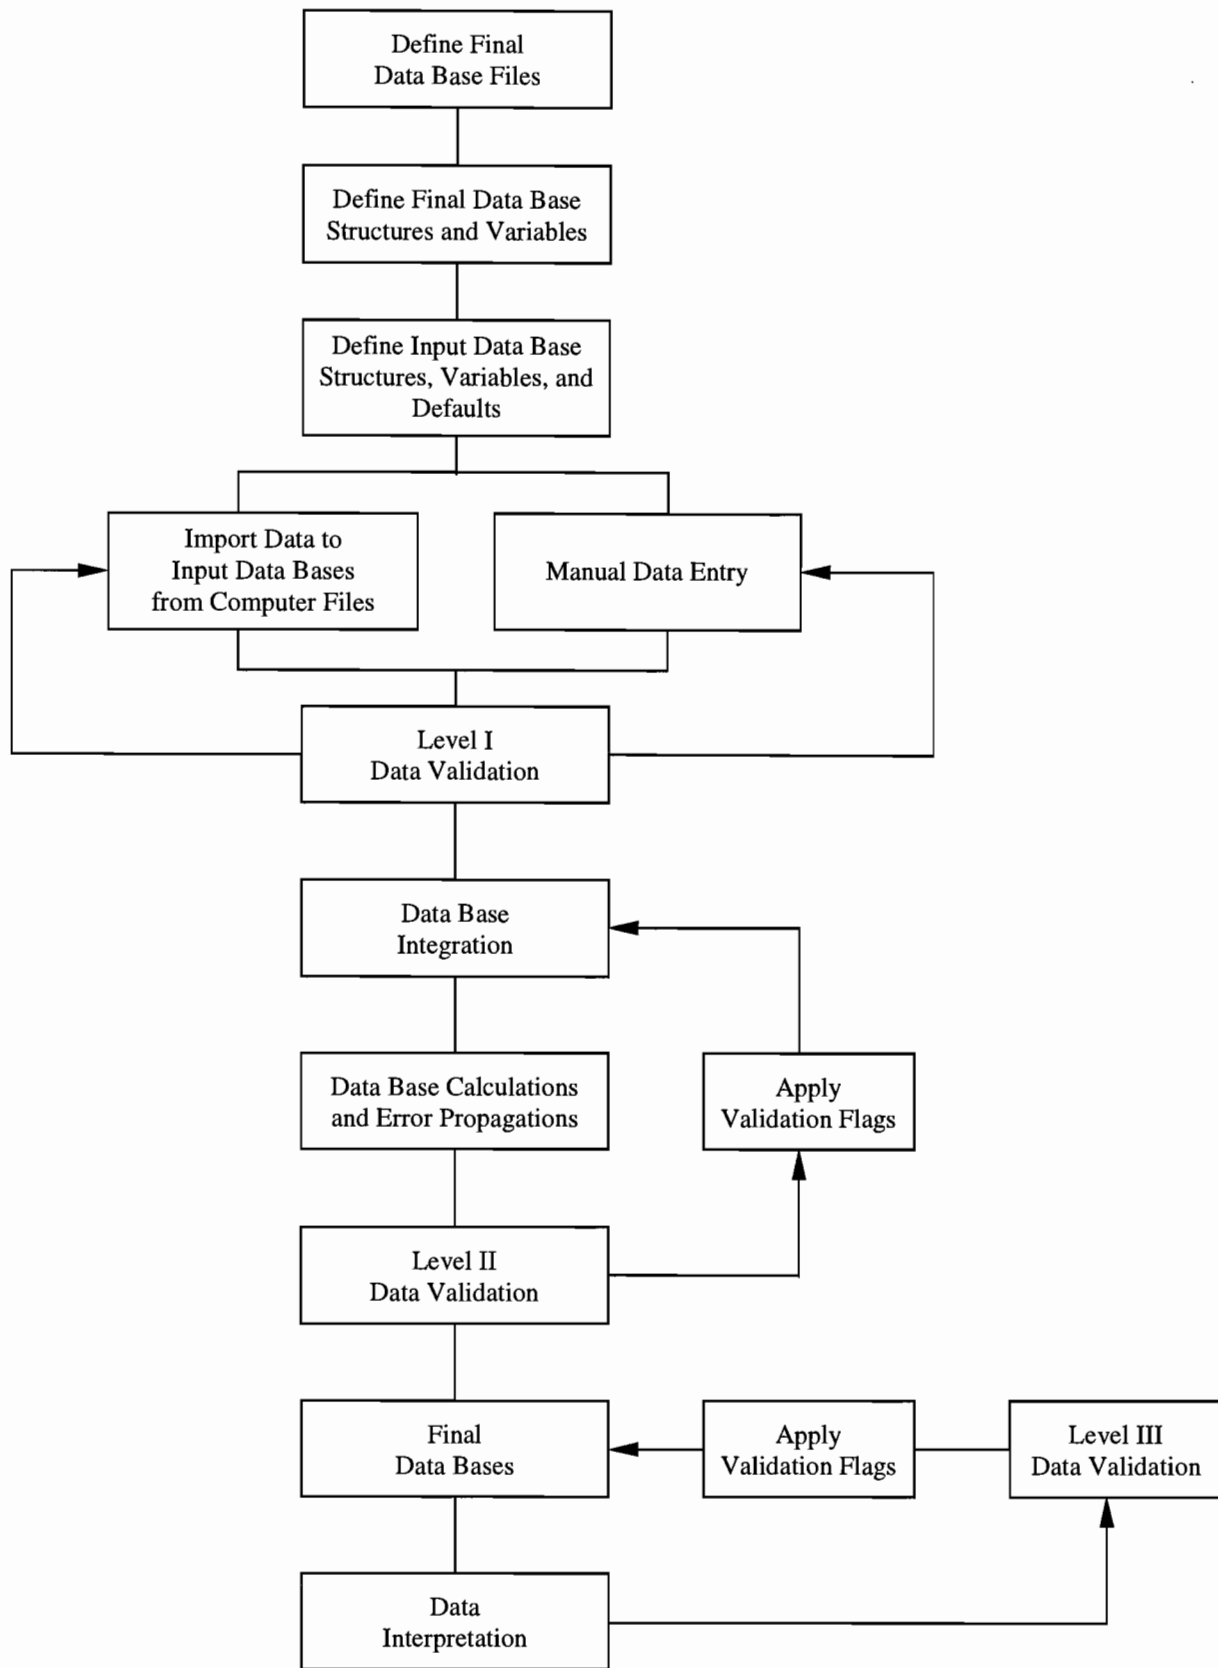 Define Final
Data Base Files
Define Final Data Base
Structures and Variables
Define Input Data Base
Structures, Variables, and
Defaults
Import Data to
Input Data Bases
from Computer Files
Manual Data Entry
Level I
Data Validation
Data Base
Integration
Data Base Calculations
and Error Propagations
Apply
Validation Flags
Level II
Data Validation
Final
Data Bases
Apply
Validation Flags
Level III
Data Validation
Data
Interpretation